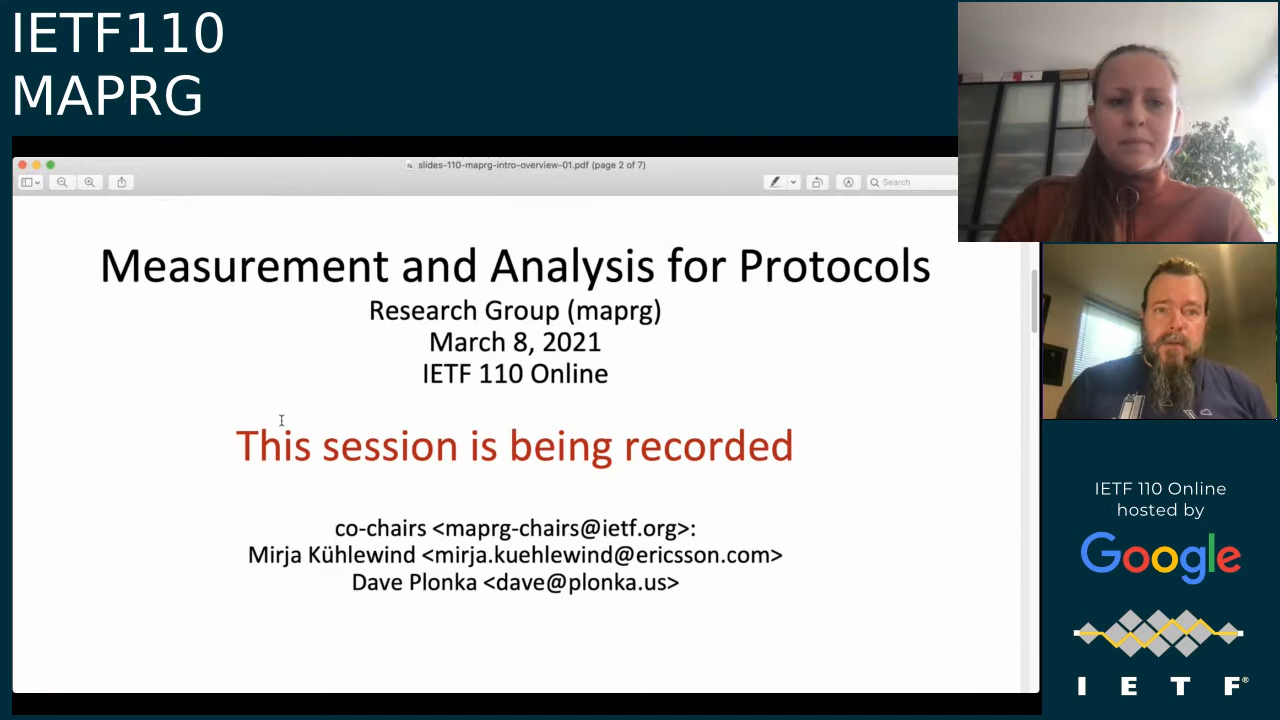 IETF110
MAPRG
slides-110-maprg-intro-overview-01.pdf (page 2 of 7)
Search
Measurement and Analysis for Protocols
Research Group (maprg)
March 8, 2021
IETF 110 Online
This session is being recorded
co-chairs <maprg-chairs@ietf.org>:
Mirja Kühlewind <mirja.kuehlewind@ericsson.com>
Dave Plonka <dave@plonka.us>
IETF 110 Online
hosted by
Google
I E T F®